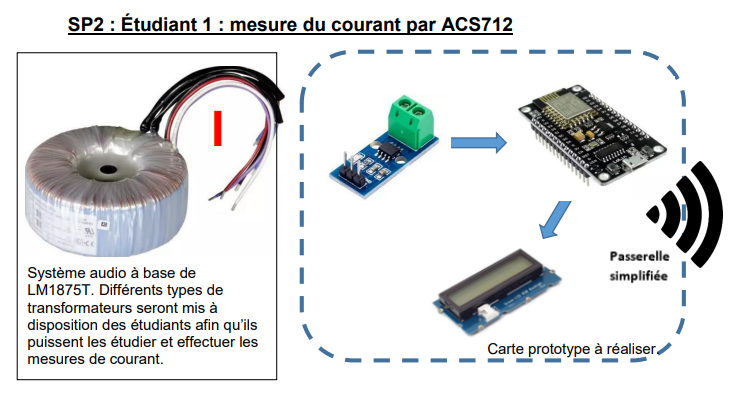 SP2 : Étudiant 1 : mesure du courant par ACS712
I
Système audio à base de
LM1875T. Différents types de
transformateurs seront mis à
disposition des étudiants afin qu’ils
puissent les étudier et effectuer les
mesures de courant.
Passerelle
simplifiée
Carte prototype à réaliser